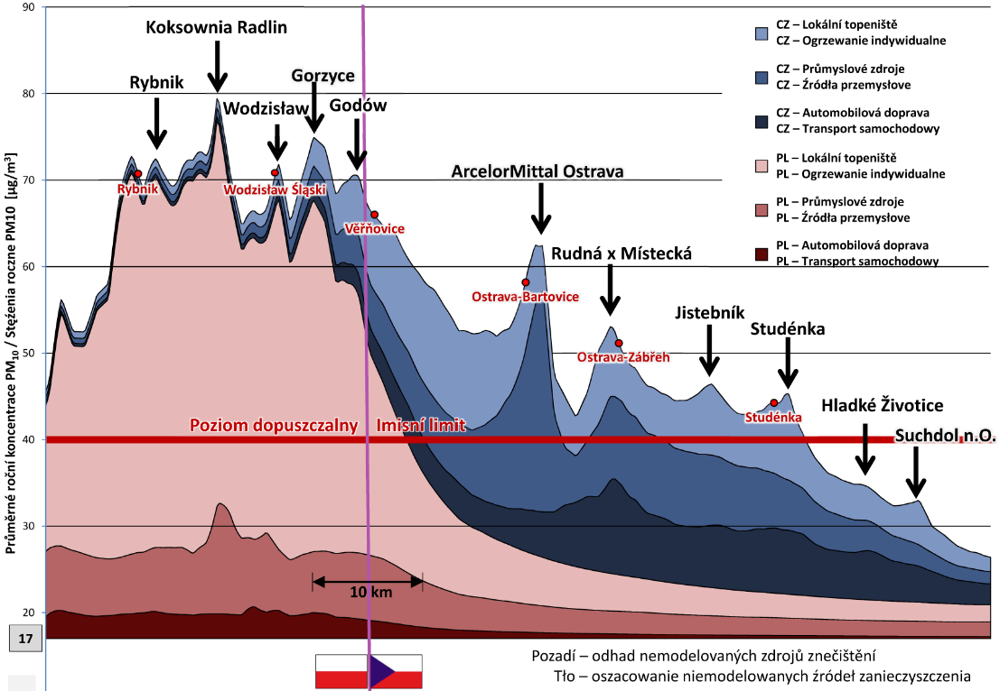 90
80
70
60
50
40
30
20
17
Průměrné roční koncentrace PM10 / Stężenia roczne PM10 [µg/m³]
Koksownia Radlin
Rybnik
Wodzisław
Gorzyce
Godów
ArcelorMittal Ostrava
Rudná x Místecká
Jistebník
Studénka
Hladké Životice
Suchdol n.O.
CZ – Lokální topeniště
CZ – Ogrzewanie indywidualne
CZ – Průmyslové zdroje
CZ – Źródła przemysłove
CZ – Automobilová doprava
CZ – Transport samochodowy
PL – Lokální topeniště
PL – Ogrzewanie indywidualne
PL – Průmyslové zdroje
PL – Źródła przemysłove
PL – Automobilová doprava
PL – Transport samochodowy
Rybnik
Wodzisław Śląski
Věřňovice
Ostrava-Bartovice
Ostrava-Zábřeh
Studénka
Poziom dopuszczalny Imisní limit
10 km
Pozadí – odhad nemodelovaných zdrojů znečištění
Tło – oszacowanie niemodelowanych źródeł zanieczyszczenia